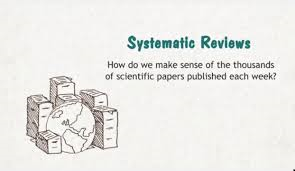 Systematic Reviews
How do we make sense of the thousands
of scientific papers published each week?